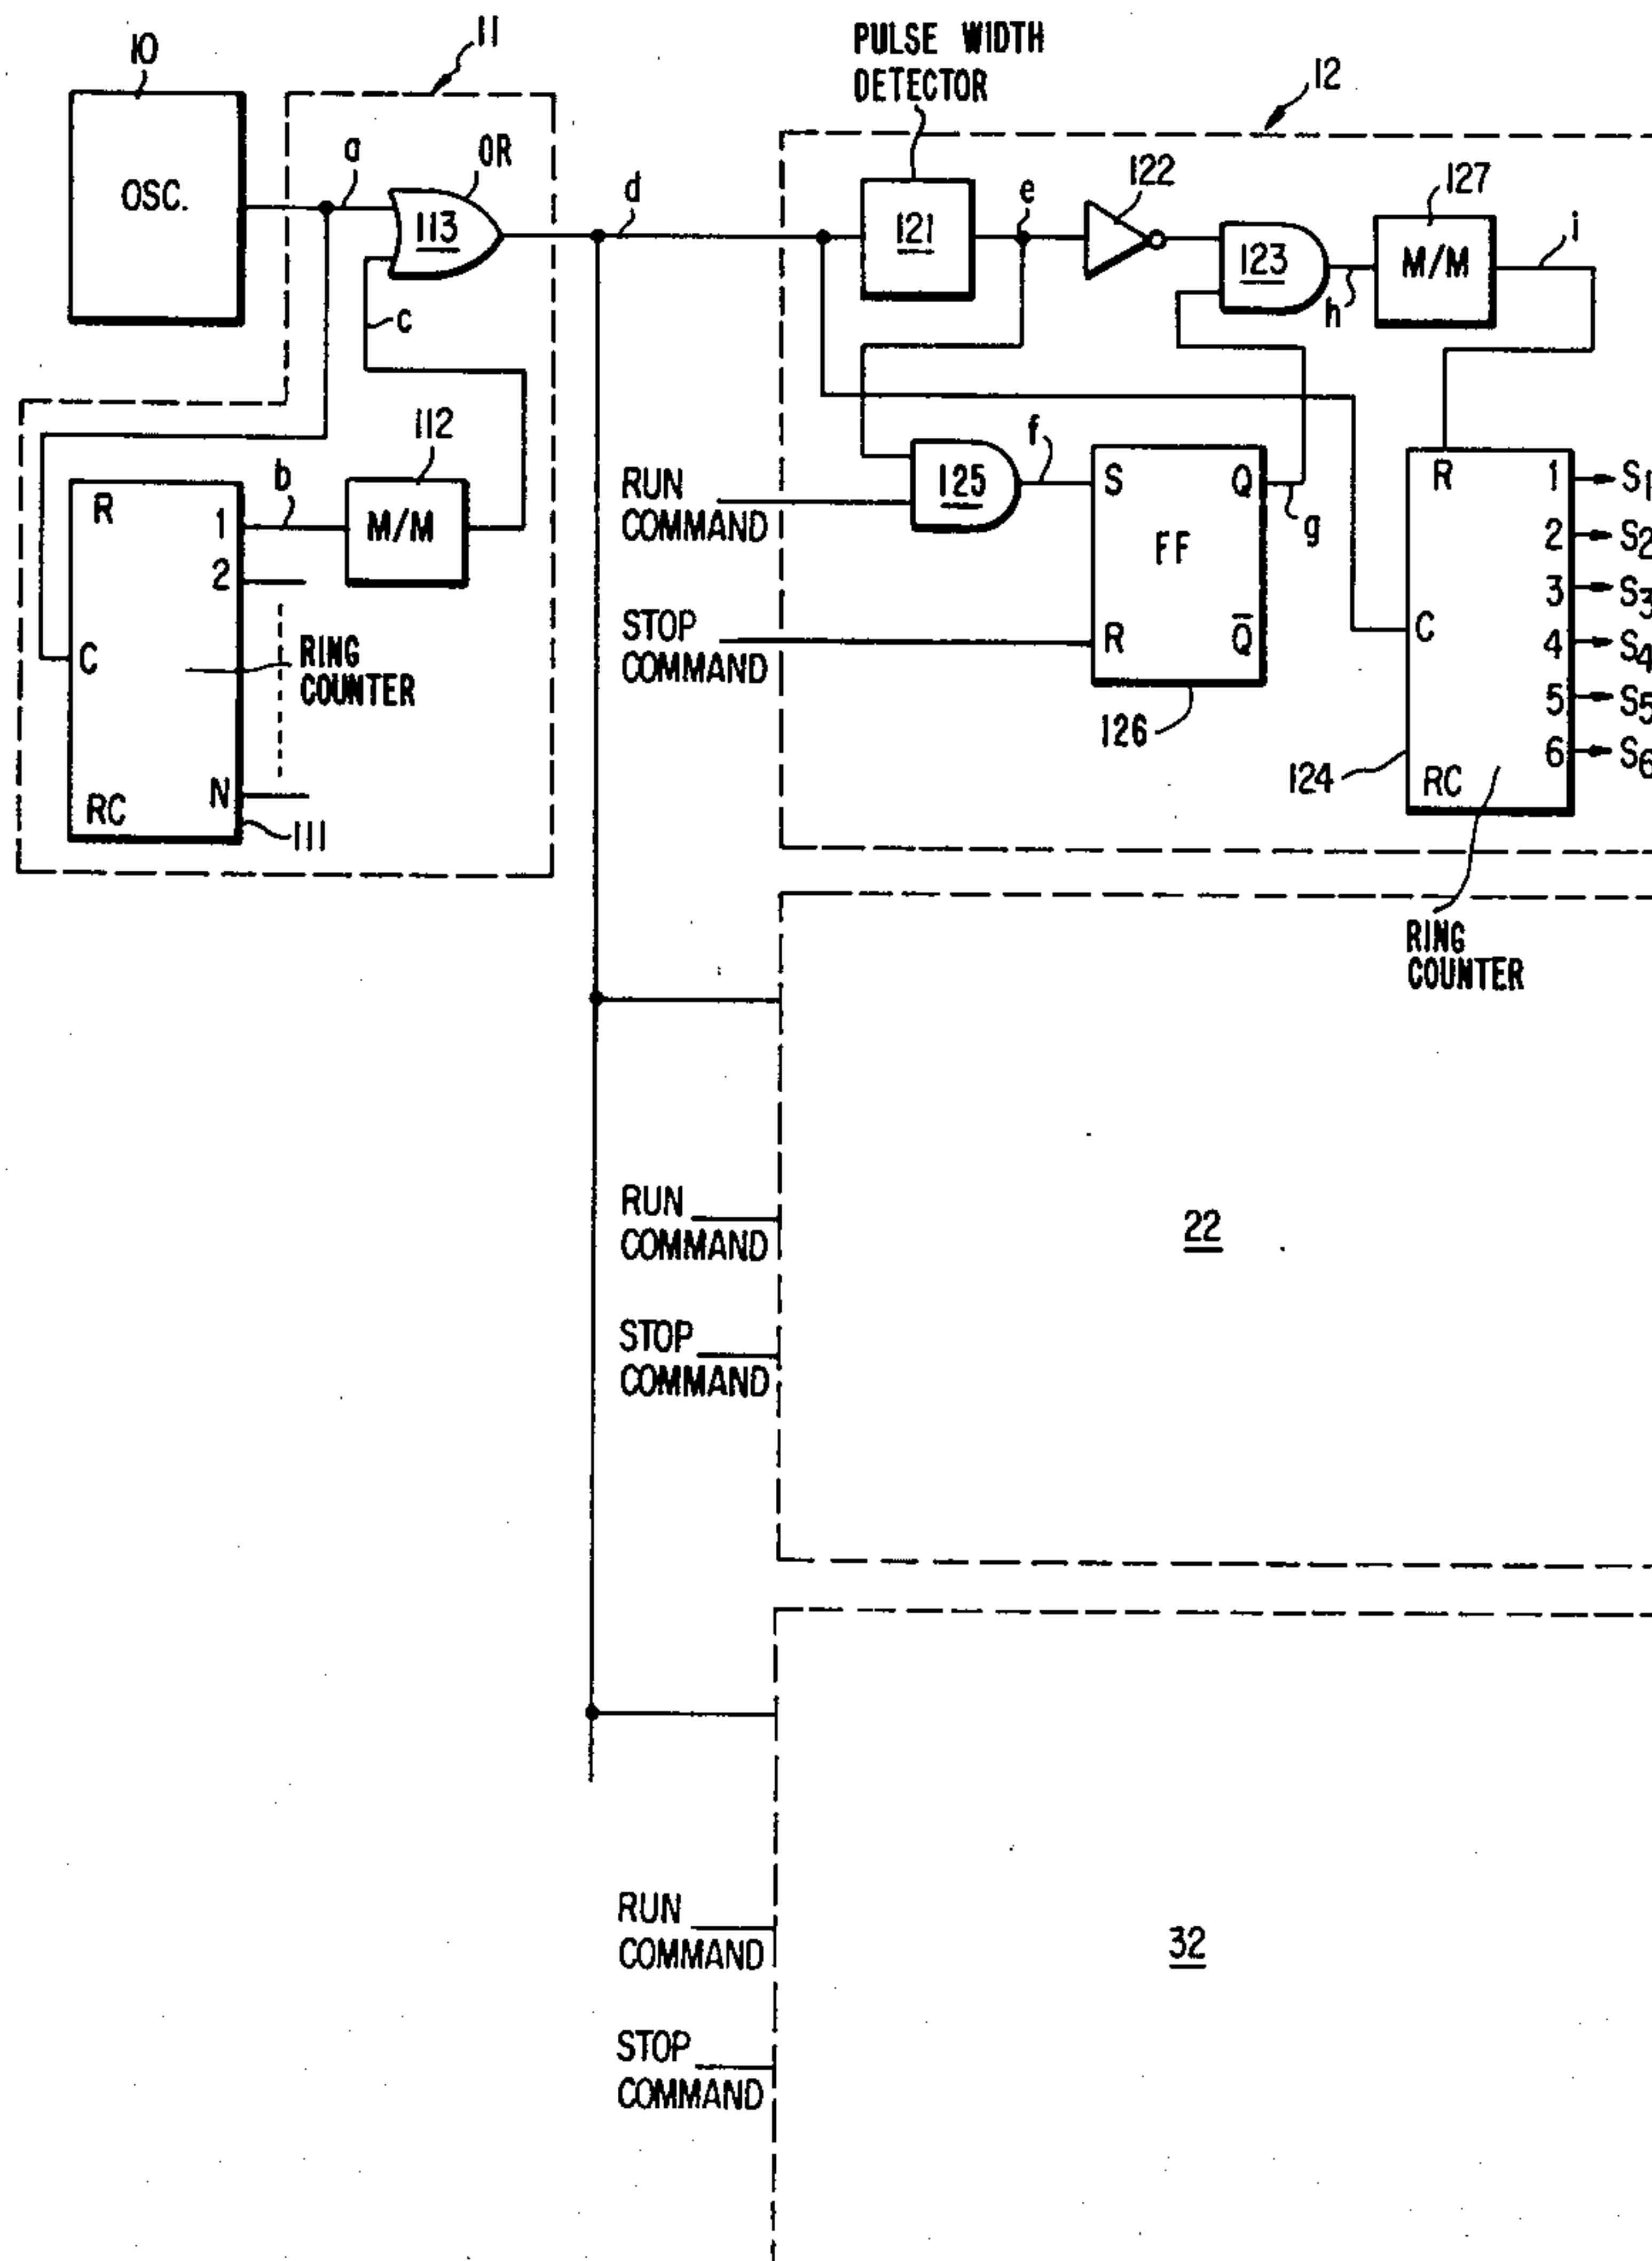 10
OSC.
11
a
OR
113
c
d
112
b
M/M
R
1
2
C
RING
COUNTER
N
RC
111
PULSE WIDTH
DETECTOR
12
121
e
122
123
h
127
M/M
i
RUN
COMMAND
125
f
S
Q
g
FF
STOP
COMMAND
R
Q̅
126
R
C
1
S1
2
S2
3
S3
4
S4
5
S5
6
S6
124
RC
RING
COUNTER
RUN
COMMAND
STOP
COMMAND
22
RUN
COMMAND
STOP
COMMAND
32